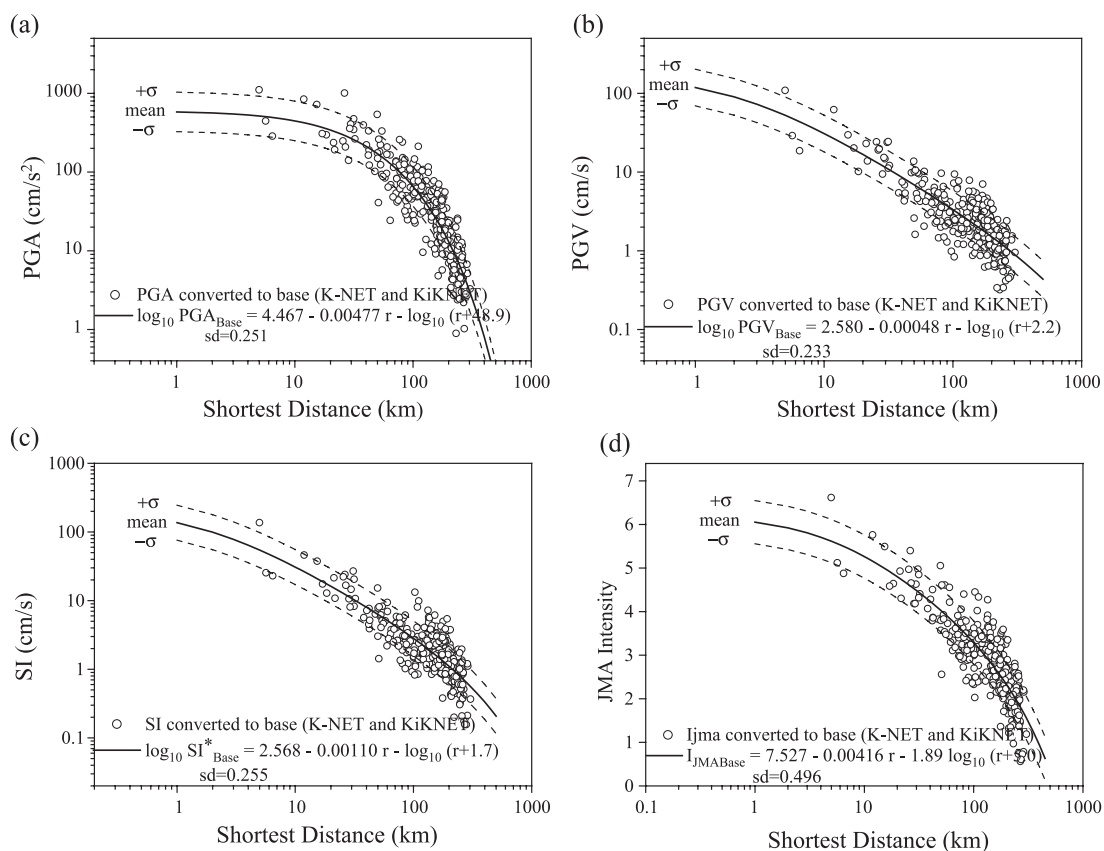 (a)
1000
100
10
1
PGA (cm/s²)
+σ
mean
−σ
PGA converted to base (K-NET and KiKNET)
log₁₀ PGA_Base = 4.467 - 0.00477 r - log₁₀ (r+48.9)
sd=0.251
1 10 100 1000
Shortest Distance (km)
(b)
100
10
1
0.1
PGV (cm/s)
+σ
mean
−σ
PGV converted to base (K-NET and KiKNET)
log₁₀ PGV_Base = 2.580 - 0.00048 r - log₁₀ (r+2.2)
sd=0.233
1 10 100 1000
Shortest Distance (km)
(c)
1000
100
10
1
0.1
SI (cm/s)
+σ
mean
−σ
SI converted to base (K-NET and KiKNET)
log₁₀ SI*_Base = 2.568 - 0.00110 r - log₁₀ (r+1.7)
sd=0.255
1 10 100 1000
Shortest Distance (km)
(d)
7
6
5
4
3
2
1
0
JMA Intensity
+σ
mean
−σ
Ijma converted to base (K-NET and KiKNET)
I_JMABase = 7.527 - 0.00416 r - 1.89 log₁₀
sd=0.496
0.1 1 10 100 1000
Shortest Distance (km)